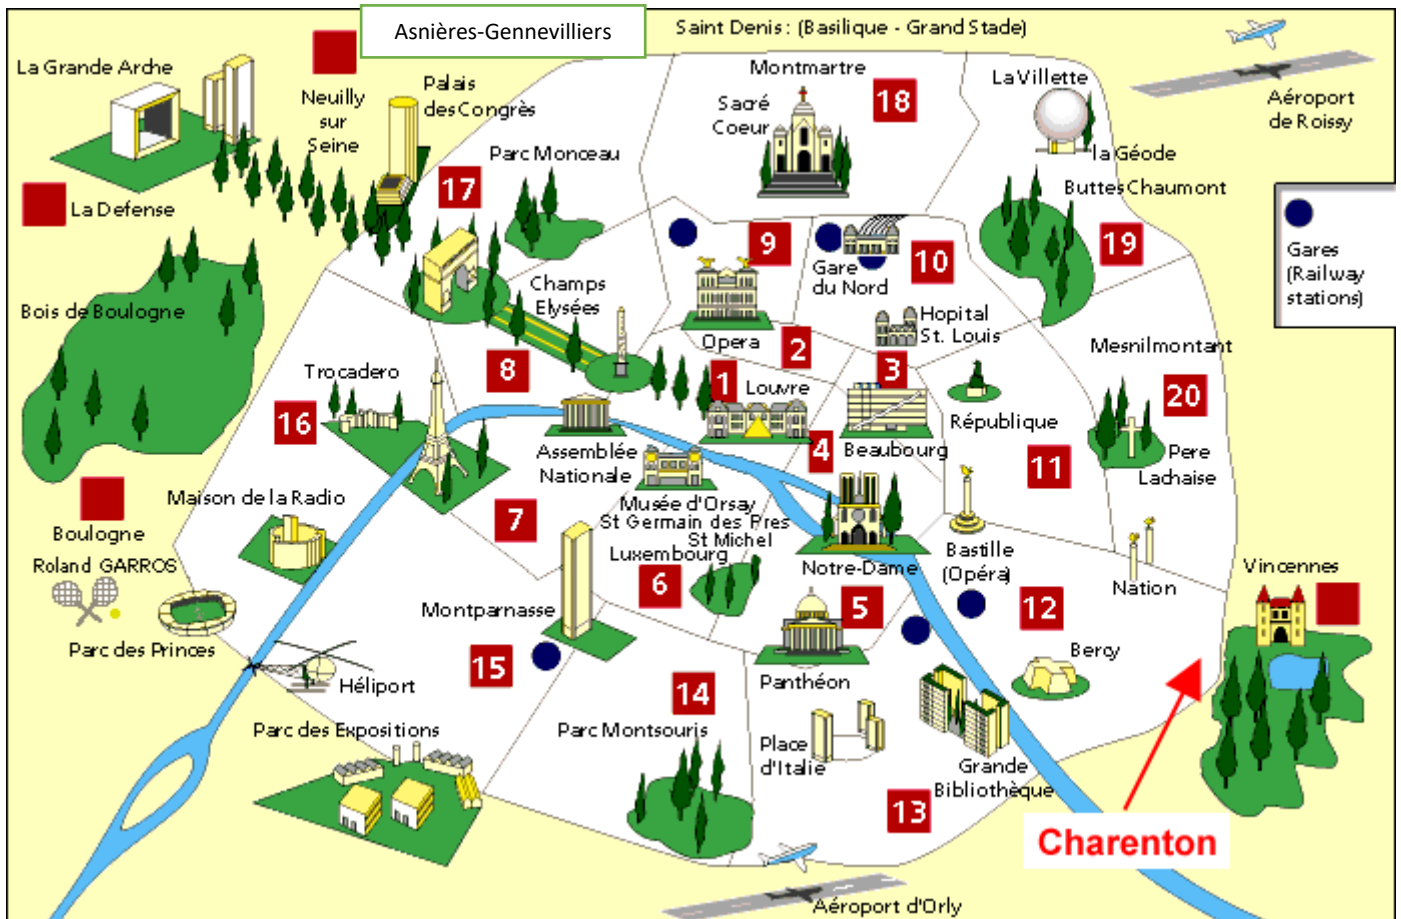 Asnières-Gennevilliers
Saint Denis : (Basilique - Grand Stade)
La Grande Arche
Neuilly
sur
Seine
Palais
des Congrès
Montmartre
18
Sacré
Coeur
La Villette
la Géode
Aéroport
de Roissy
Parc Monceau
17
Buttes Chaumont
19
La Defense
9
Gare
du Nord
10
Gares
(Railway
stations)
Champs
Elysées
Bois de Boulogne
Hopital
St. Louis
Opera
2
Mesnilmontant
Trocadero
8
1
Louvre
3
20
16
République
Assemblée
Nationale
4
Beaubourg
11
Pere
Lachaise
Maison de la Radio
Boulogne
7
Musée d'Orsay
St Germain des Pres
St Michel
Luxembourg
Roland GARROS
Notre-Dame
Bastille
(Opéra)
Nation
Vincennes
6
5
12
Montparnasse
Parc des Princes
15
Bercy
Héliport
Panthéon
14
Parc des Expositions
Parc Montsouris
Place
d'Italie
Grande
Bibliothèque
13
Charenton
Aéroport d'Orly